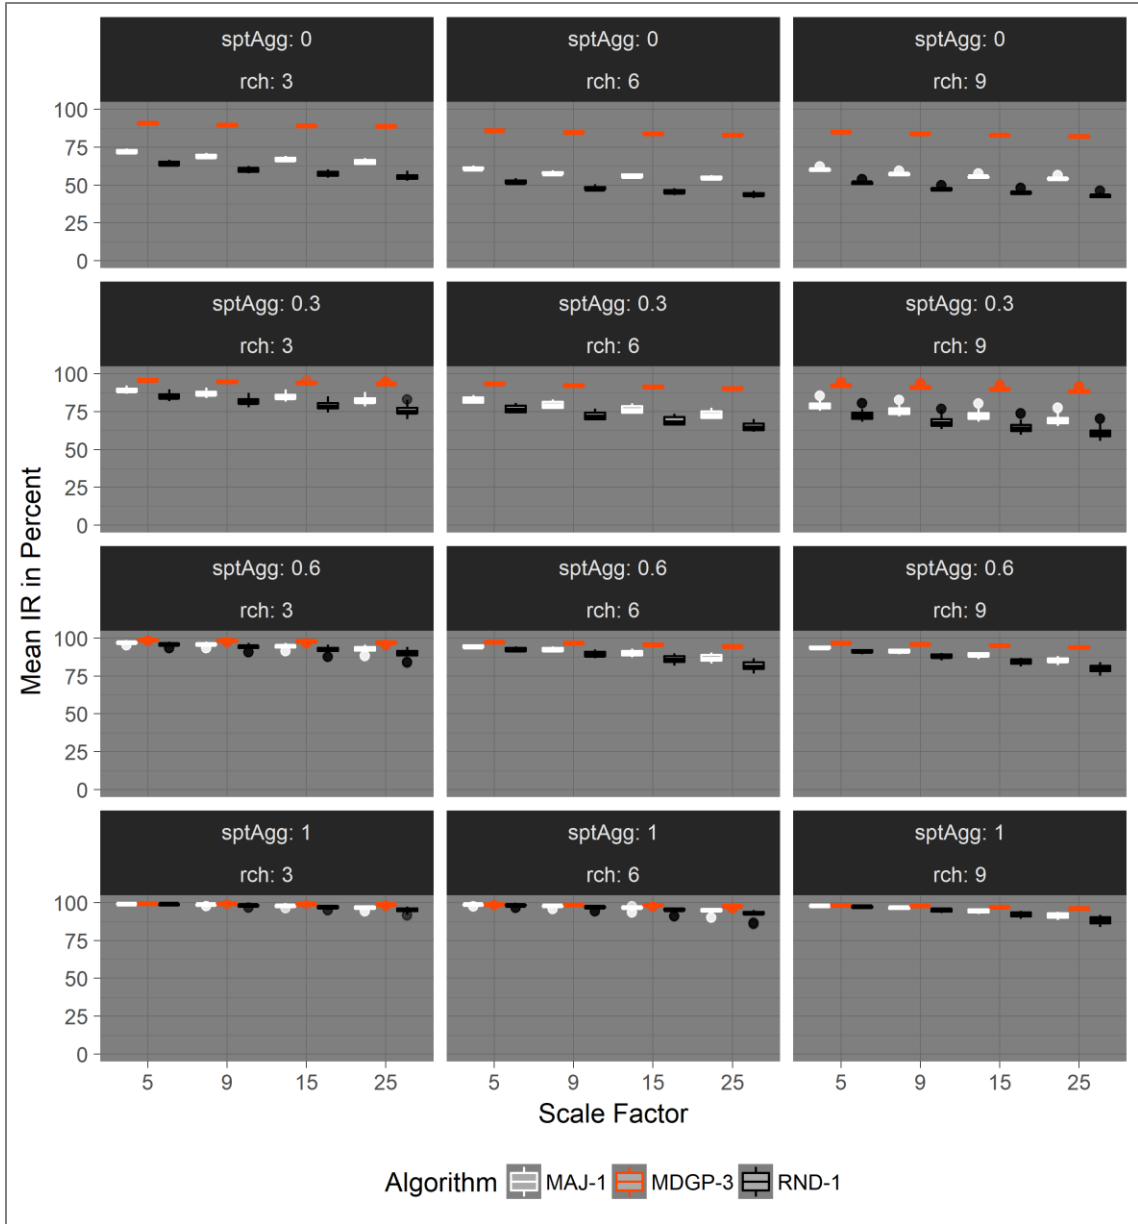 sptAgg: 0 sptAgg: 0 sptAgg: 0
rch: 3 rch: 6 rch: 9
100
75
50
25
0
sptAgg: 0.3 sptAgg: 0.3 sptAgg: 0.3
rch: 3 rch: 6 rch: 9
100
75
50
25
0
Mean IR in Percent
sptAgg: 0.6 sptAgg: 0.6 sptAgg: 0.6
rch: 3 rch: 6 rch: 9
100
75
50
25
0
sptAgg: 1 sptAgg: 1 sptAgg: 1
rch: 3 rch: 6 rch: 9
100
75
50
25
0
5 9 15 25 5 9 15 25 5 9 15 25
Scale Factor
Algorithm MAJ-1 MDGP-3 RND-1